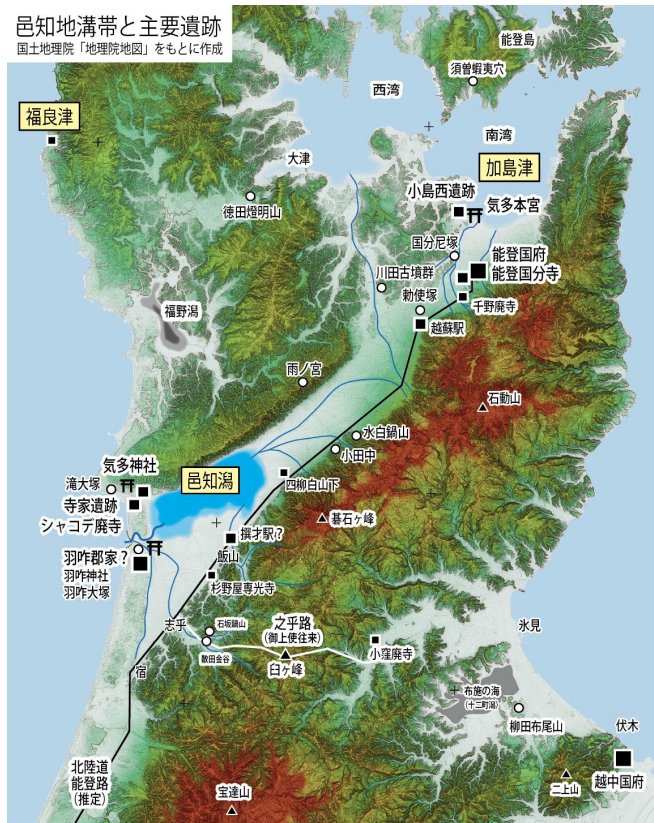 邑知地溝帯と主要遺跡
国土地理院「地理院地図」をもとに作成
能登島
須曽蝦夷穴
西湾
福良津
南湾
大津
加島津
小島西遺跡
気多本宮
徳田燈明山
国分尼塚
能登国府
能登国分寺
川田古墳群
勅使塚
千野廃寺
越蘇駅
福野潟
雨ノ宮
石動山
水白鍋山
小田中
気多神社
滝大塚
邑知潟
四柳白山下
寺家遺跡
シャコデ廃寺
碁石ヶ峰
撰才駅?
飯山
羽咋郡家?
羽咋神社
羽咋大塚
杉野屋専光寺
志乎
石坂鍋山
之乎路
(御上使往来)
氷見
散田金谷
臼ヶ峰
小窪廃寺
宿
布施の海
(十二町潟)
柳田布尾山
伏木
北陸道
能登路
(推定)
越中国府
二上山
宝達山